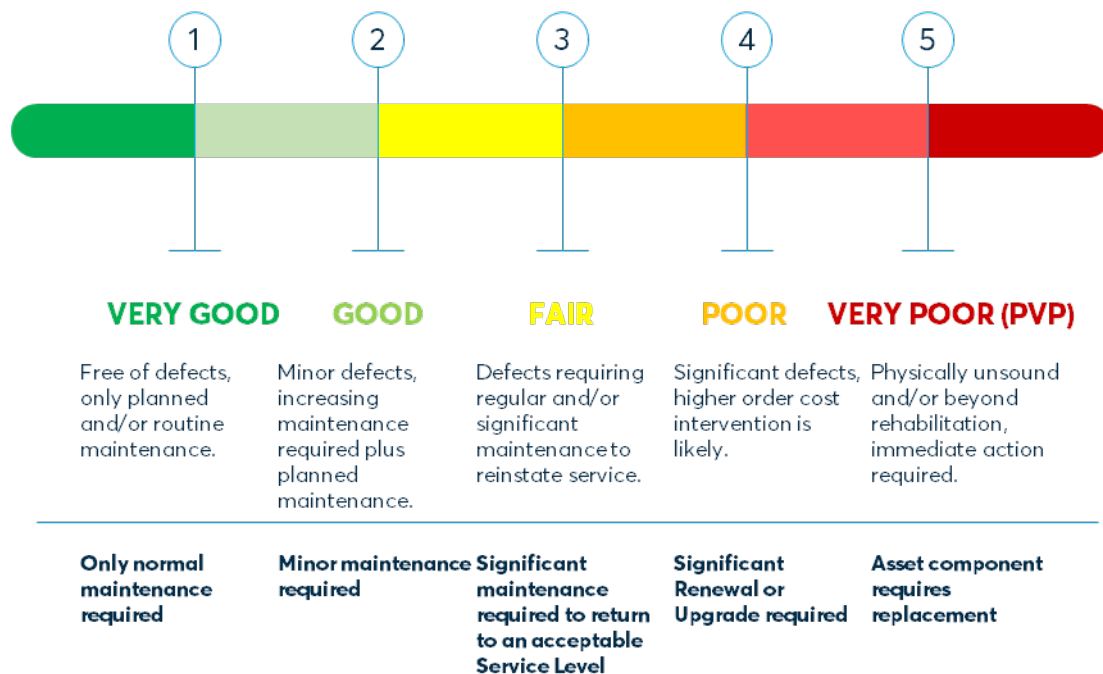 1
2
3
4
5
VERY GOOD
GOOD
FAIR
POOR
VERY POOR (PVP)
Free of defects,
only planned
and/or routine
maintenance.
Minor defects,
increasing
maintenance
required plus
planned
maintenance.
Defects requiring
regular and/or
significant
maintenance to
reinstate service.
Significant defects,
higher order cost
intervention is
likely.
Physically unsound
and/or beyond
rehabilitation,
immediate action
required.
Only normal
maintenance
required
Minor maintenance
required
Significant
maintenance
required to return
to an acceptable
Service Level
Significant
Renewal or
Upgrade required
Asset component
requires
replacement